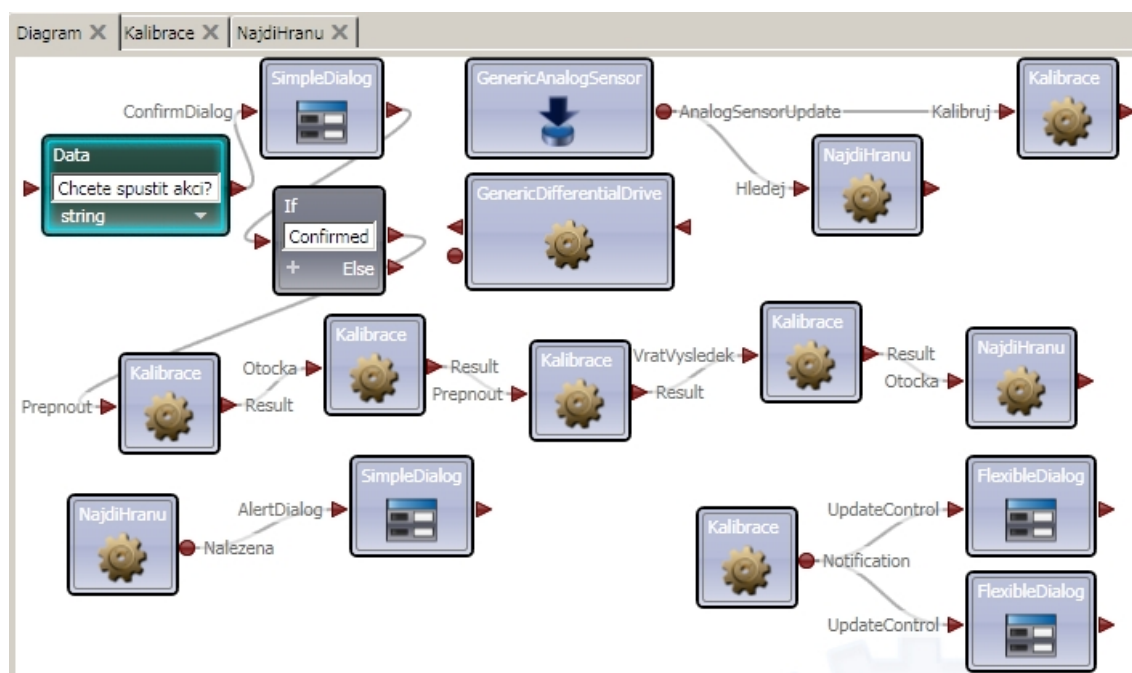 Diagram
Kalibrace
NajdiHranu
SimpleDialog
GenericAnalogSensor
Kalibrace
ConfirmDialog
AnalogSensorUpdate
Kalibruj
Data
Chcete spustit akci?
string
NajdiHranu
Hledej
If
Confirmed
+ Else
GenericDifferentialDrive
Kalibrace
Kalibrace
Kalibrace
Kalibrace
NajdiHranu
Prepnout
Result
Otocka
Result
Prepnout
Result
VratVysledek
Result
Otocka
NajdiHranu
Nalezena
AlertDialog
SimpleDialog
Kalibrace
Notification
UpdateControl
FlexibleDialog
UpdateControl
FlexibleDialog